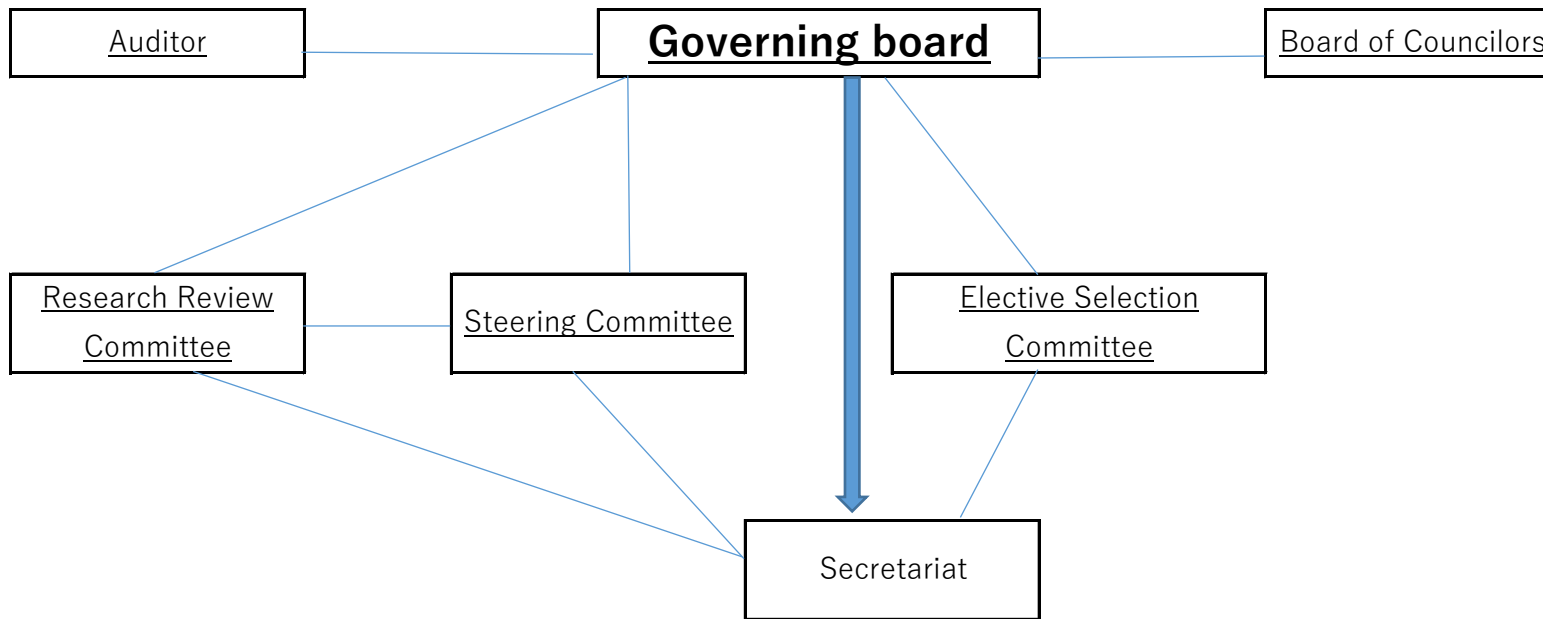 Auditor
Governing board
Board of Councilors
Research Review
Committee
Steering Committee
Elective Selection
Committee
Secretariat